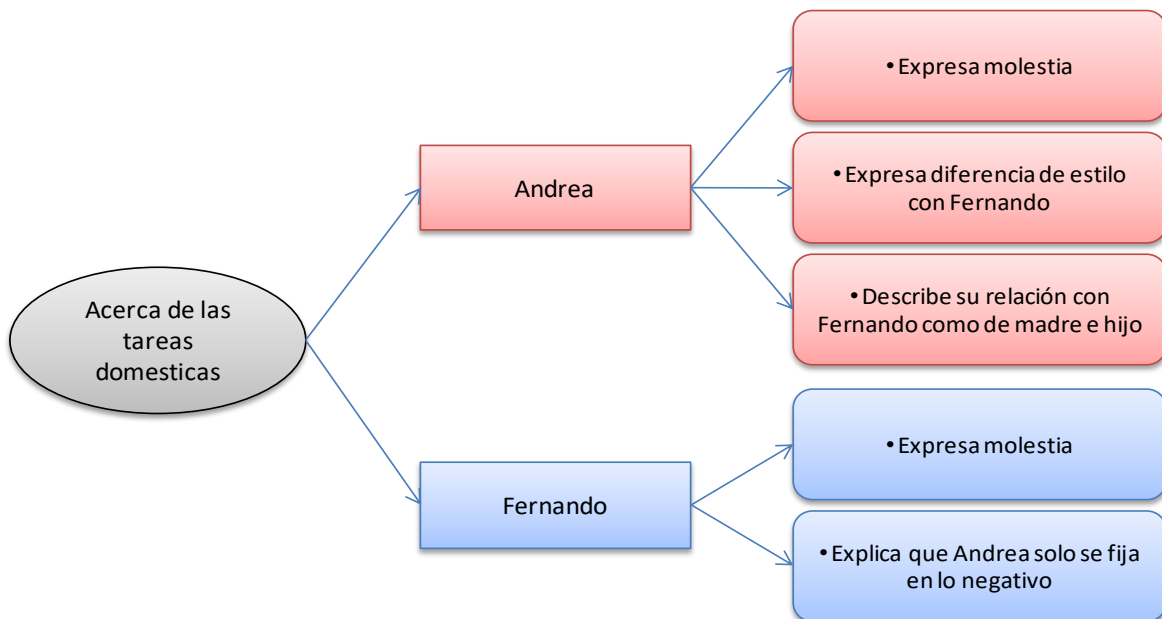 Acerca de las
tareas
domesticas
Andrea
• Expresa molestia
• Expresa diferencia de estilo
con Fernando
• Describe su relación con
Fernando como de madre e hijo
Fernando
• Expresa molestia
• Explica que Andrea solo se fija
en lo negativo